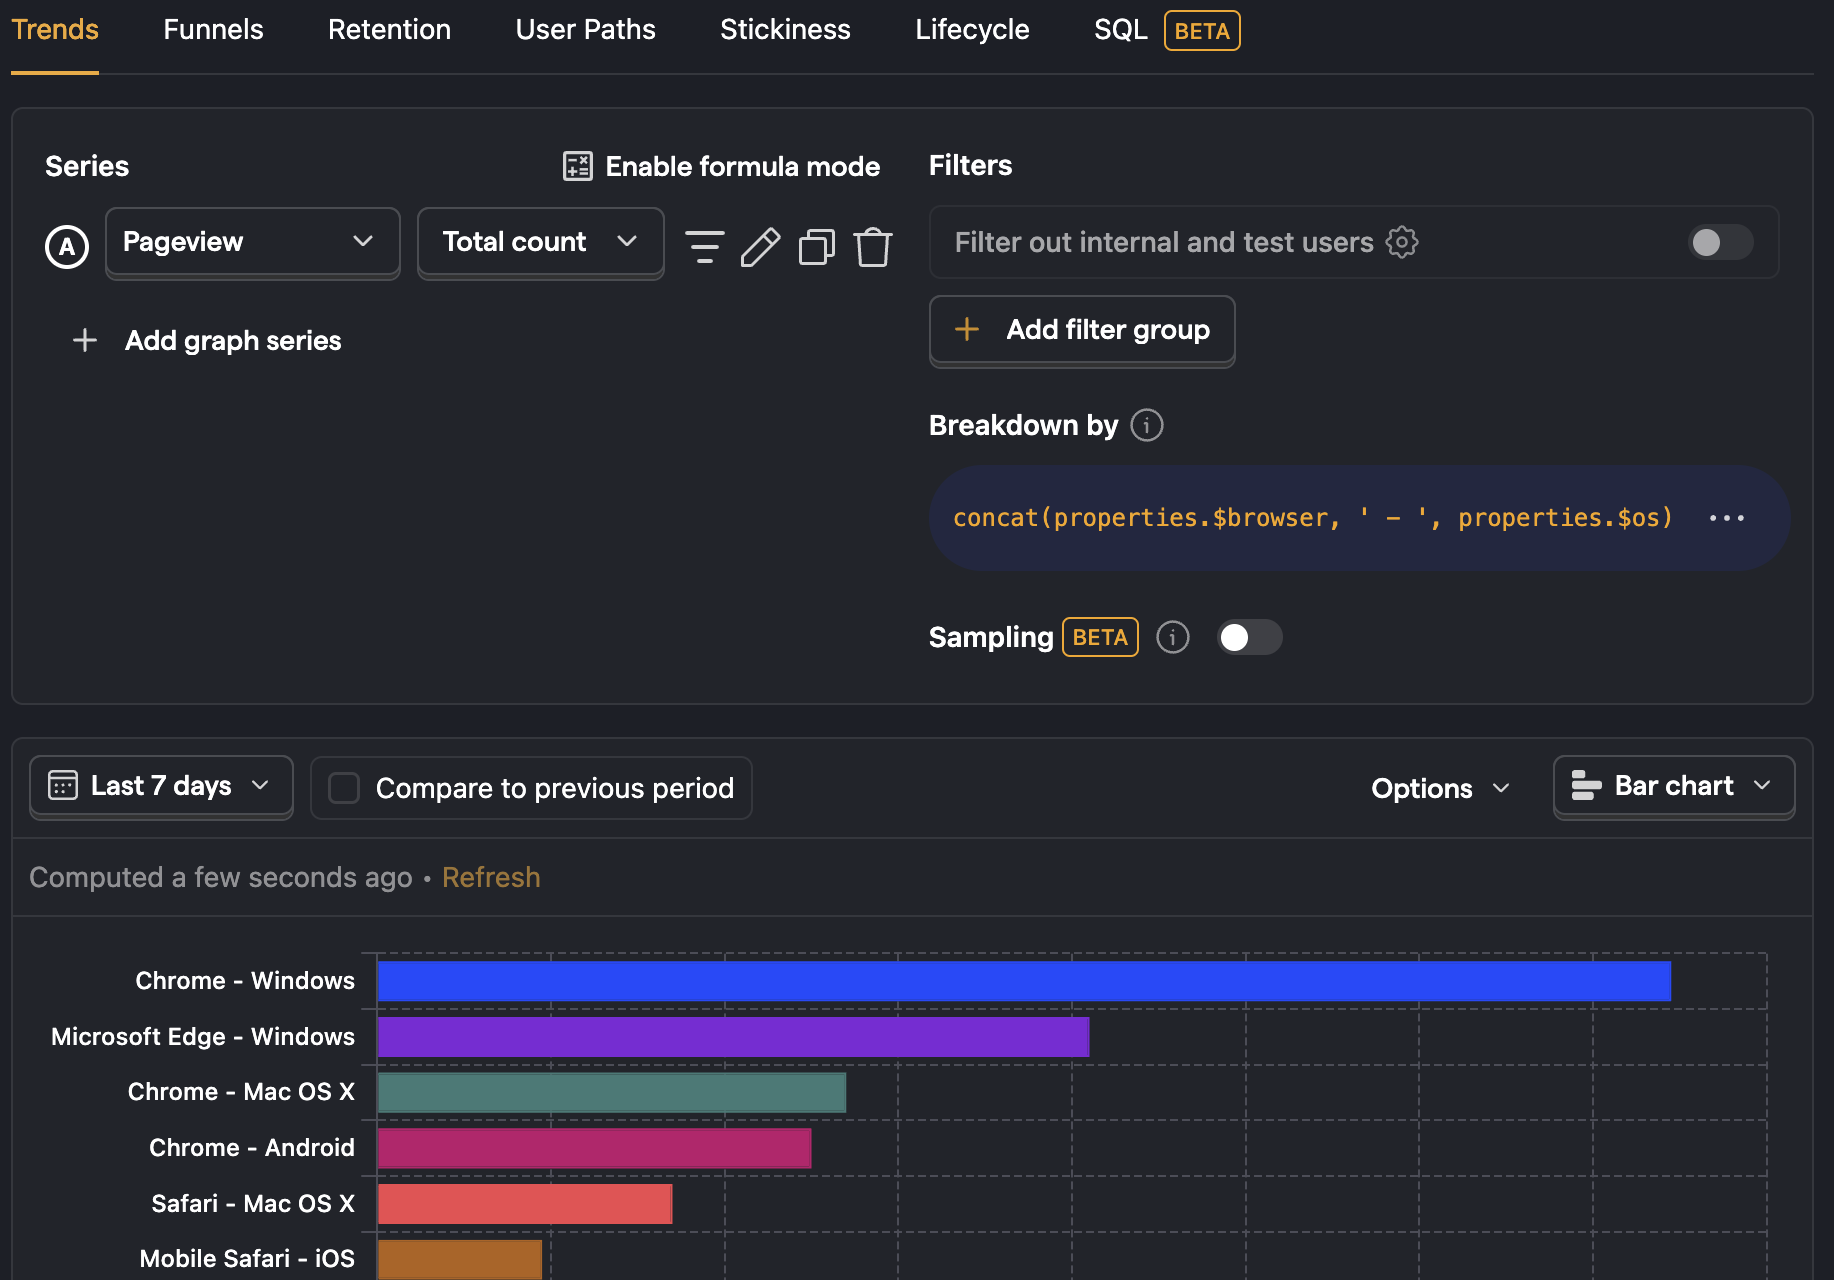 Trends Funnels Retention User Paths Stickiness Lifecycle SQL BETA
Series
Enable formula mode
A Pageview Total count
Add graph series
Filters
Filter out internal and test users
Add filter group
Breakdown by
concat(properties.$browser, ' - ', properties.$os)
Sampling BETA
Last 7 days Compare to previous period Options Bar chart
Computed a few seconds ago • Refresh
Chrome - Windows
Microsoft Edge - Windows
Chrome - Mac OS X
Chrome - Android
Safari - Mac OS X
Mobile Safari - iOS